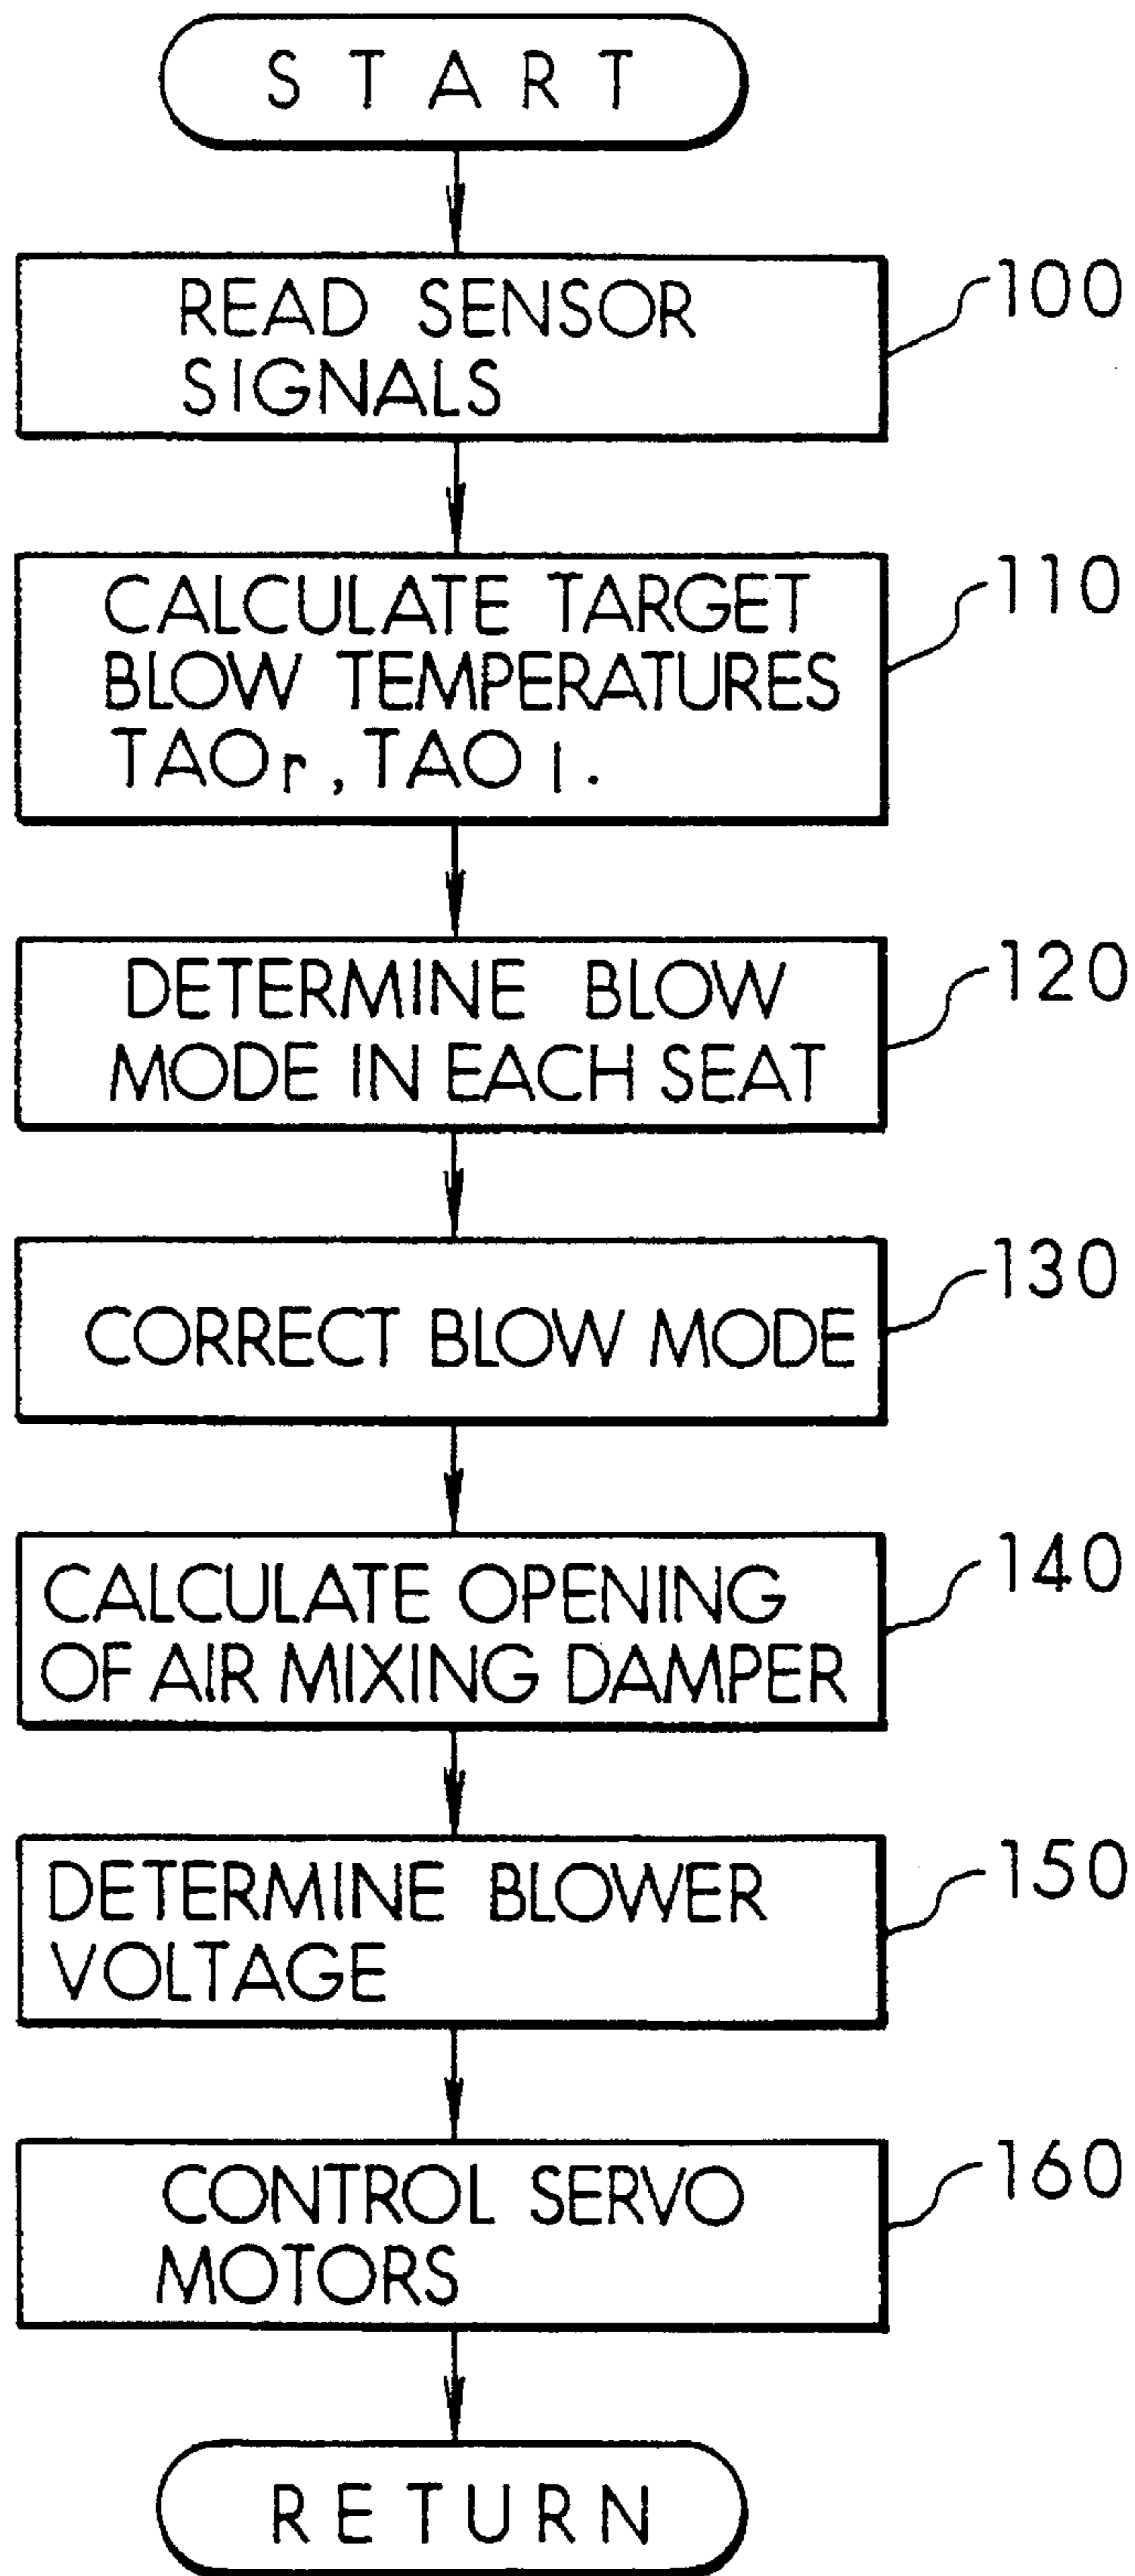 START
READ SENSOR
SIGNALS
100
CALCULATE TARGET
BLOW TEMPERATURES
TAOr, TAOl.
110
DETERMINE BLOW
MODE IN EACH SEAT
120
CORRECT BLOW MODE
130
CALCULATE OPENING
OF AIR MIXING DAMPER
140
DETERMINE BLOWER
VOLTAGE
150
CONTROL SERVO
MOTORS
160
RETURN